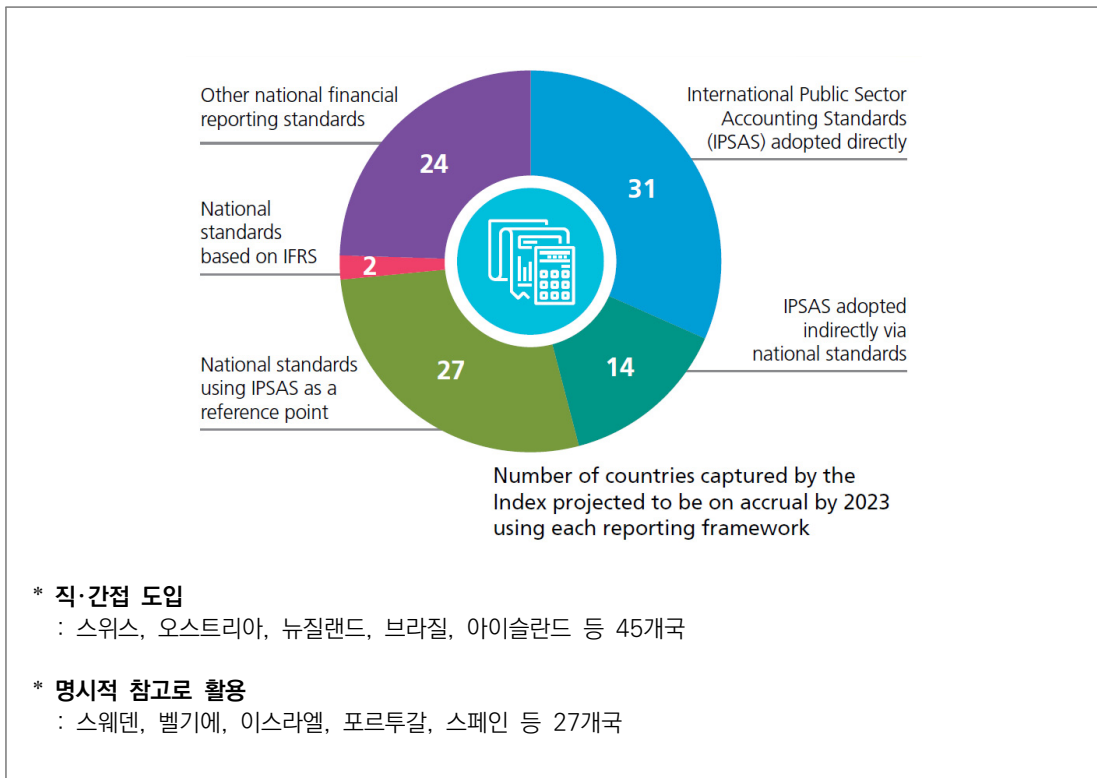 Other national financial
reporting standards
24
International Public Sector
Accounting Standards
(IPSAS) adopted directly
31
National
standards
based on IFRS
2
IPSAS adopted
indirectly via
national standards
14
National standards
using IPSAS as a
reference point
27
Number of countries captured by the
Index projected to be on accrual by 2023
using each reporting framework
* 직·간접 도입
: 스위스, 오스트리아, 뉴질랜드, 브라질, 아이슬란드 등 45개국
* 명시적 참고로 활용
: 스웨덴, 벨기에, 이스라엘, 포르투갈, 스페인 등 27개국